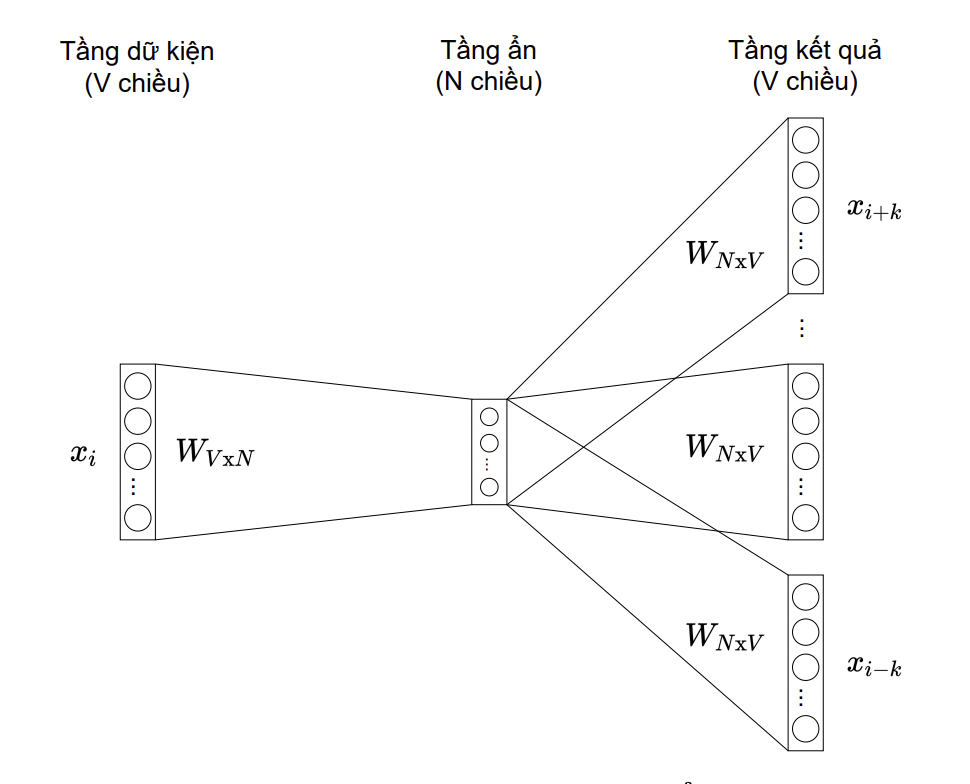 Tầng dữ kiện
(V chiều)
Tầng ẩn
(N chiều)
Tầng kết quả
(V chiều)
x_{i+k}
W_{NxV}
x_i
W_{VxN}
W_{NxV}
W_{NxV}
x_{i-k}